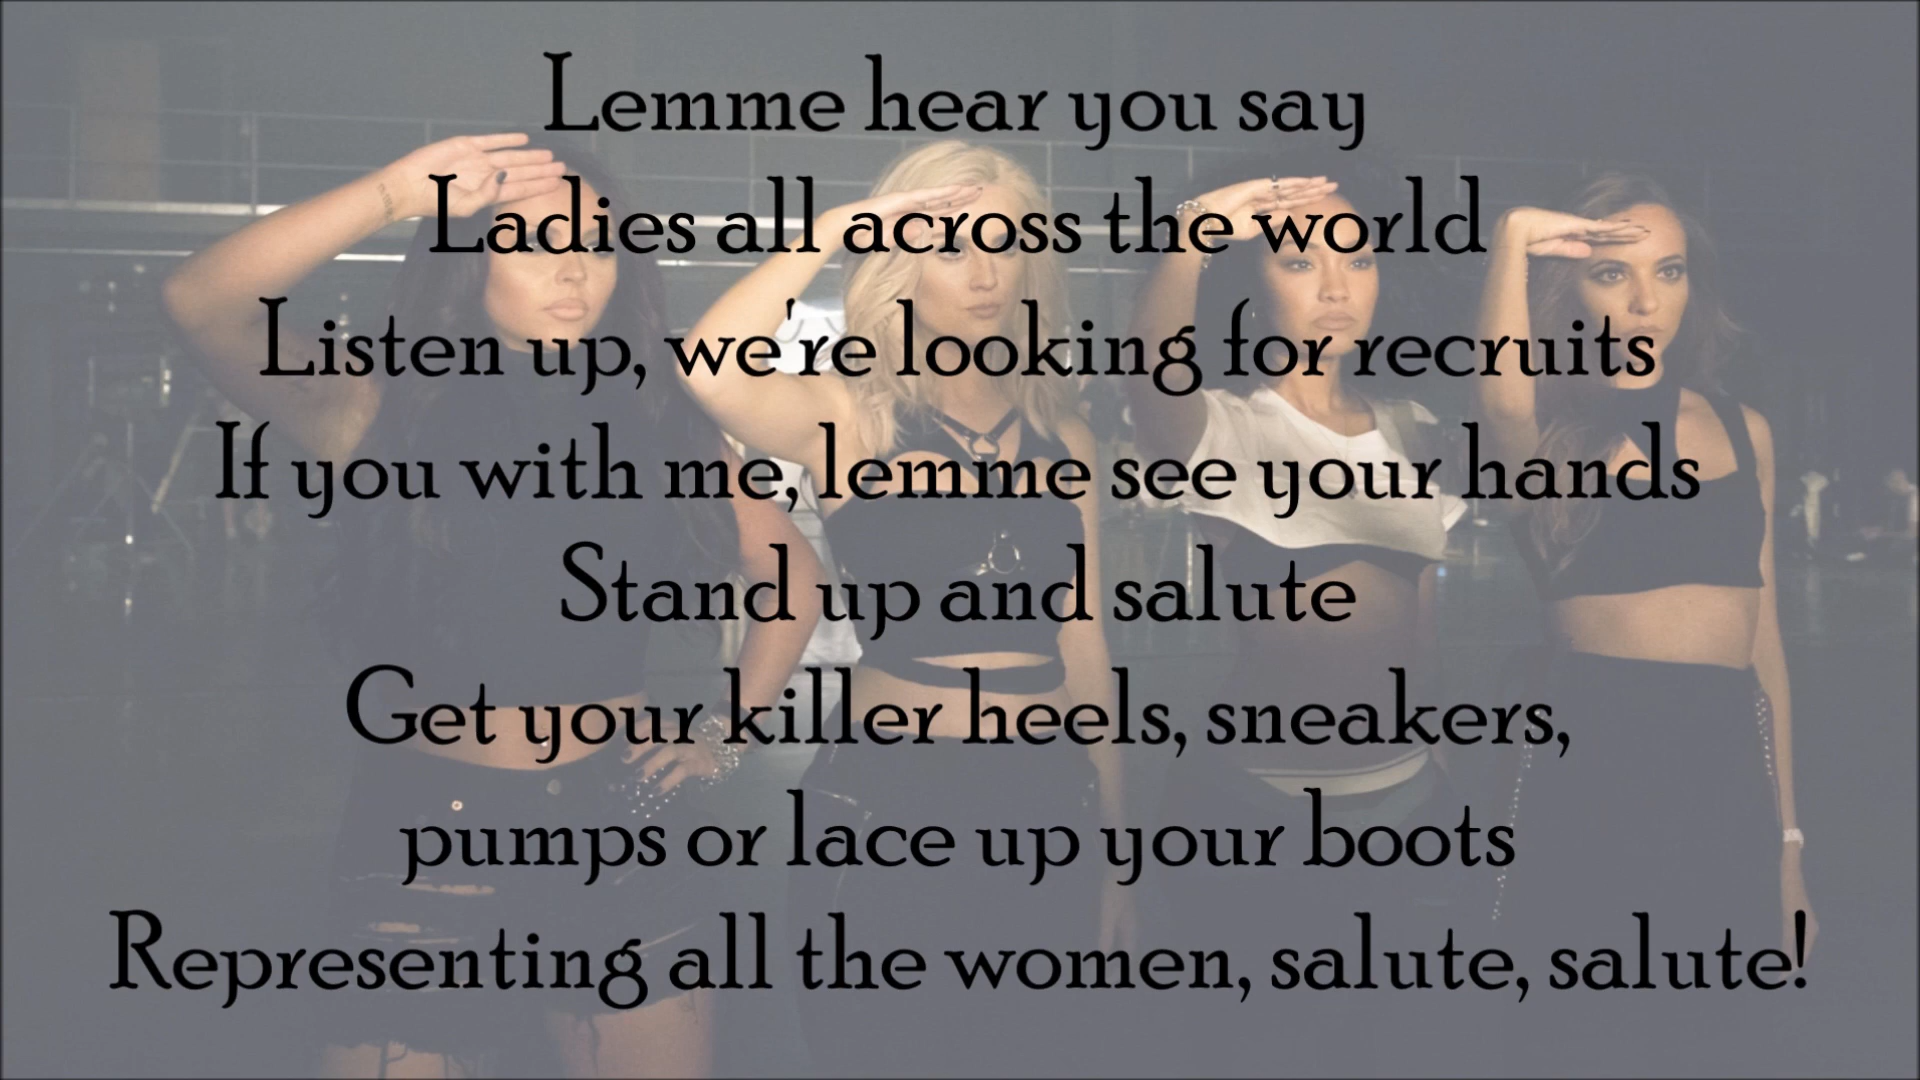 Lemme hear you say
Ladies all across the world
Listen up, we're looking for recruits
If you with me, lemme see your hands
Stand up and salute
Get your killer heels, sneakers,
pumps or lace up your boots
Representing all the women, salute, salute!